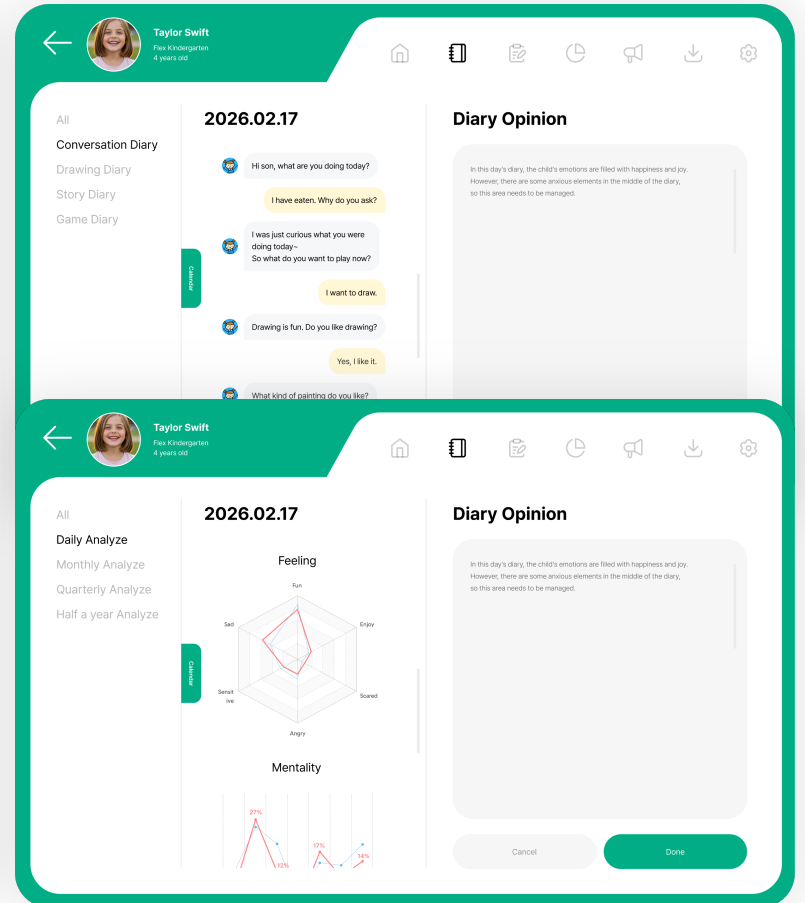 Taylor Swift
Flex Kindergarten
4 years old
All
Conversation Diary
Drawing Diary
Story Diary
Game Diary
Calendar
2026.02.17
Hi son, what are you doing today?
I have eaten. Why do you ask?
I was just curious what you were
doing today~
So what do you want to play now?
I want to draw.
Drawing is fun. Do you like drawing?
Yes, I like it.
What kind of painting do you like?
Diary Opinion
In this day's diary, the child's emotions are filled with happiness and joy.
However, there are some anxious elements in the middle of the diary,
so this area needs to be managed.
Taylor Swift
Flex Kindergarten
4 years old
All
Daily Analyze
Monthly Analyze
Quarterly Analyze
Half a year Analyze
Calendar
2026.02.17
Feeling
Fun
Sad
Enjoy
Sensit
ive
Scared
Angry
Mentality
27%
17%
14%
12%
Diary Opinion
In this day's diary, the child's emotions are filled with happiness and joy.
However, there are some anxious elements in the middle of the diary,
so this area needs to be managed.
Cancel
Done